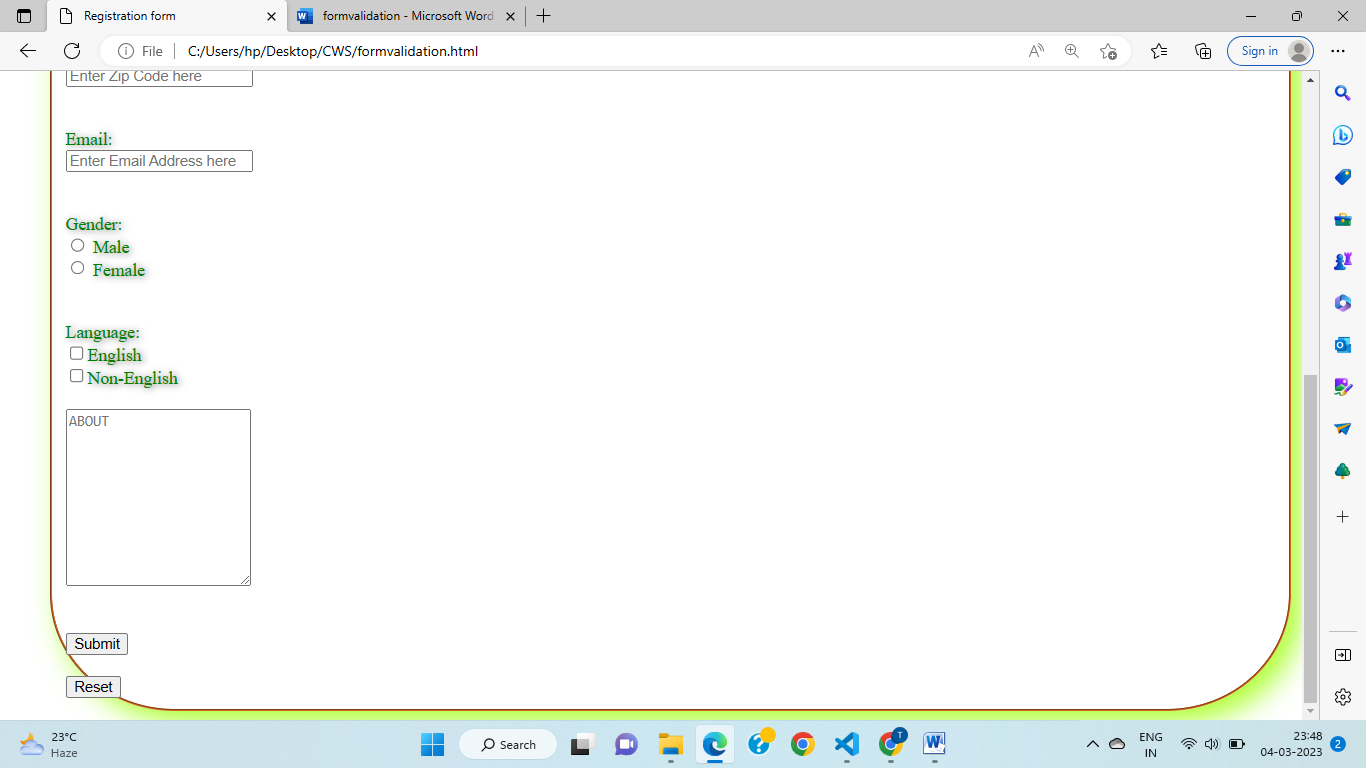 Registration form
formvalidation - Microsoft Word
File
C:/Users/hp/Desktop/CWS/formvalidation.html
Sign in
Enter Zip Code here
Email:
Enter Email Address here
Gender:
Male
Female
Language:
English
Non-English
ABOUT
Submit
Reset
23°C
Haze
Search
T
ENG
IN
23:48
04-03-2023
2